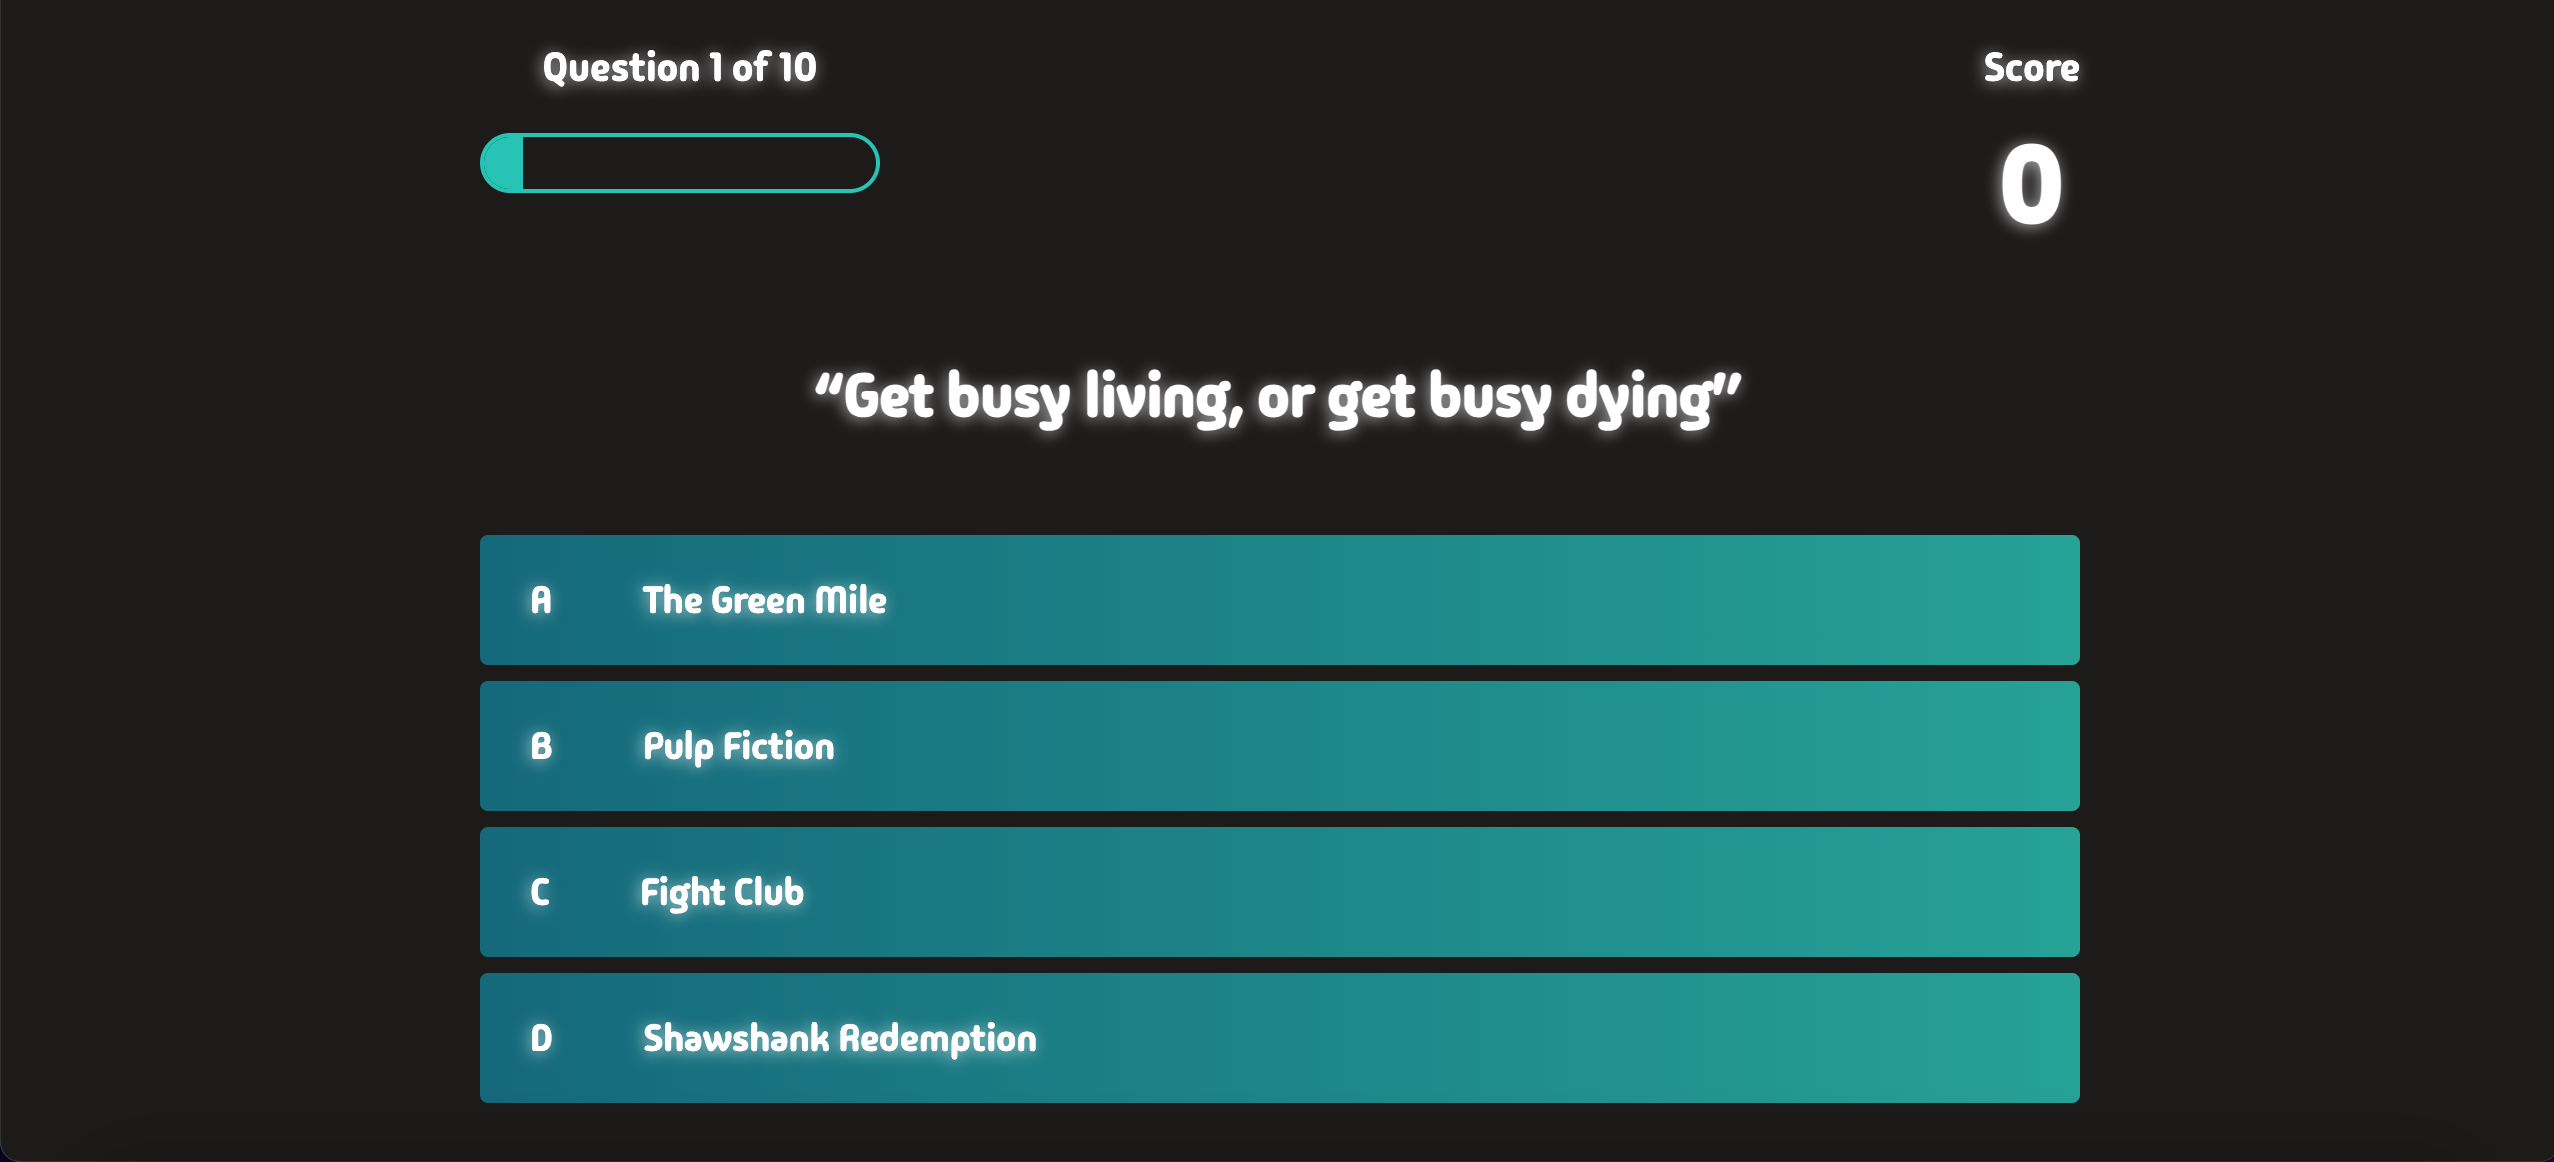 Question 1 of 10
Score
0
“Get busy living, or get busy dying”
A The Green Mile
B Pulp Fiction
C Fight Club
D Shawshank Redemption